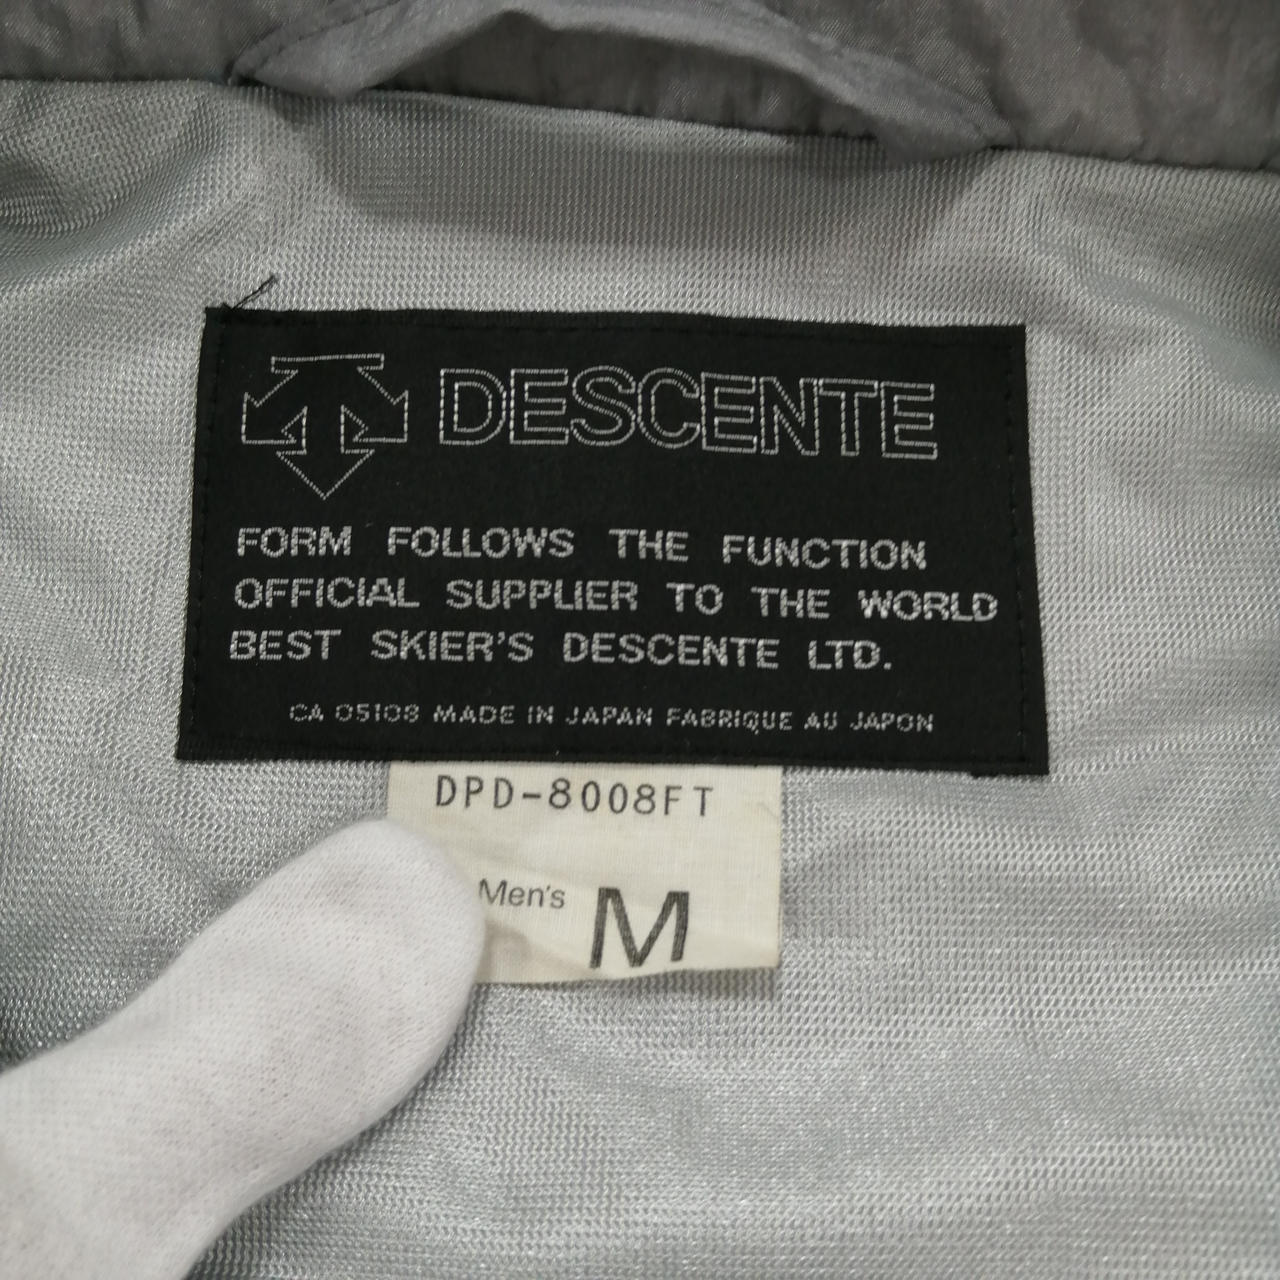 DESCENTE
FORM FOLLOWS THE FUNCTION
OFFICIAL SUPPLIER TO THE WORLD
BEST SKIER'S DESCENTE LTD.
CA 05108 MADE IN JAPAN FABRIQUE AU JAPON
DPD-8008FT
Men's M